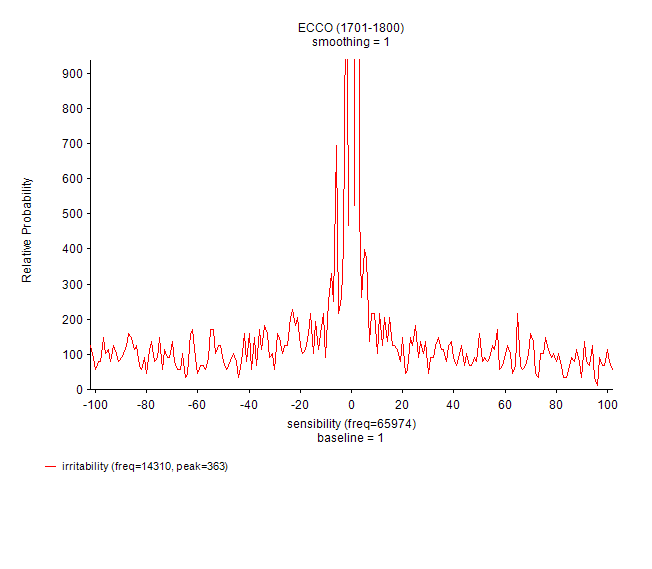 ECCO (1701-1800)
smoothing = 1
Relative Probability
900
800
700
600
500
400
300
200
100
0
-100 -80 -60 -40 -20 0 20 40 60 80 100
sensibility (freq=65974)
baseline = 1
irritability (freq=14310, peak=363)